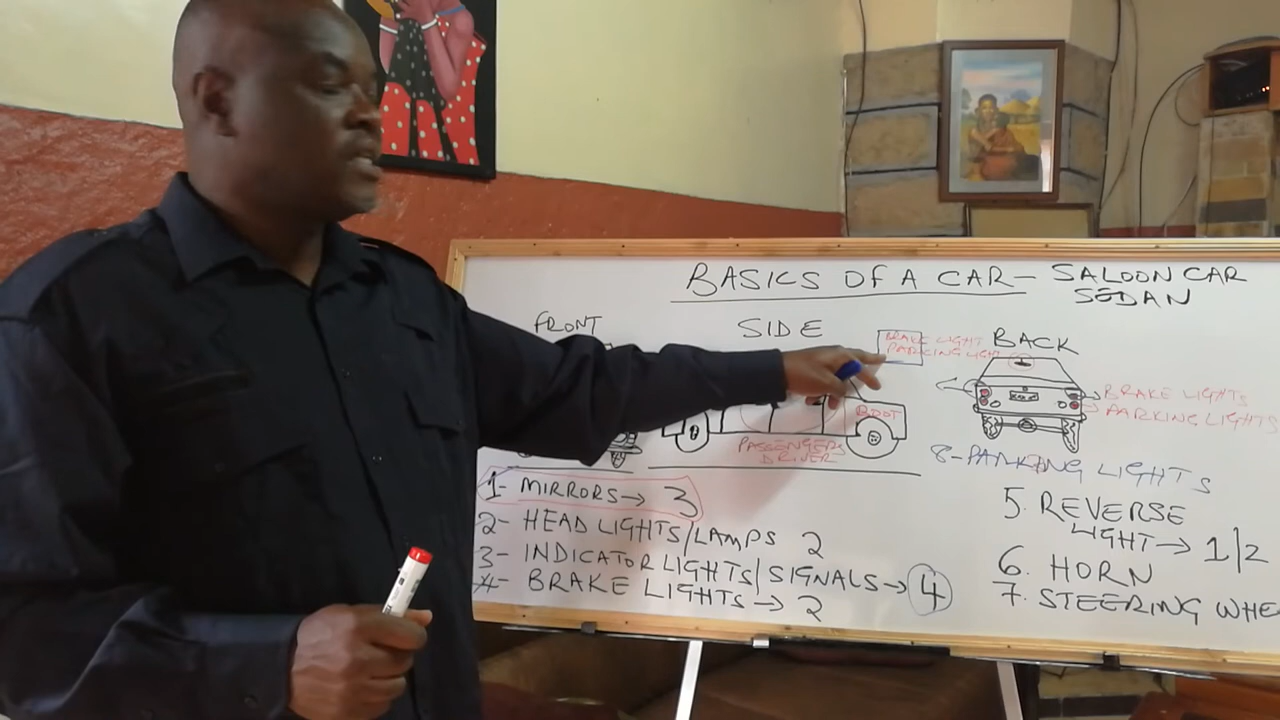 BASICS OF A CAR - SALOON CAR
SEDAN
FRONT
SIDE
BACK
BRAKE LIGHT
PARKING LIGHT
BRAKE LIGHTS
PARKING LIGHTS
BOOT
PASSENGERS
DRIVER
8-PARKING LIGHTS
1- MIRRORS → 3
2- HEAD LIGHTS/LAMPS 2
3- INDICATOR LIGHTS/SIGNALS → 4
4- BRAKE LIGHTS → 2
5. REVERSE
LIGHT → 1/2
6. HORN
7. STEERING WHE